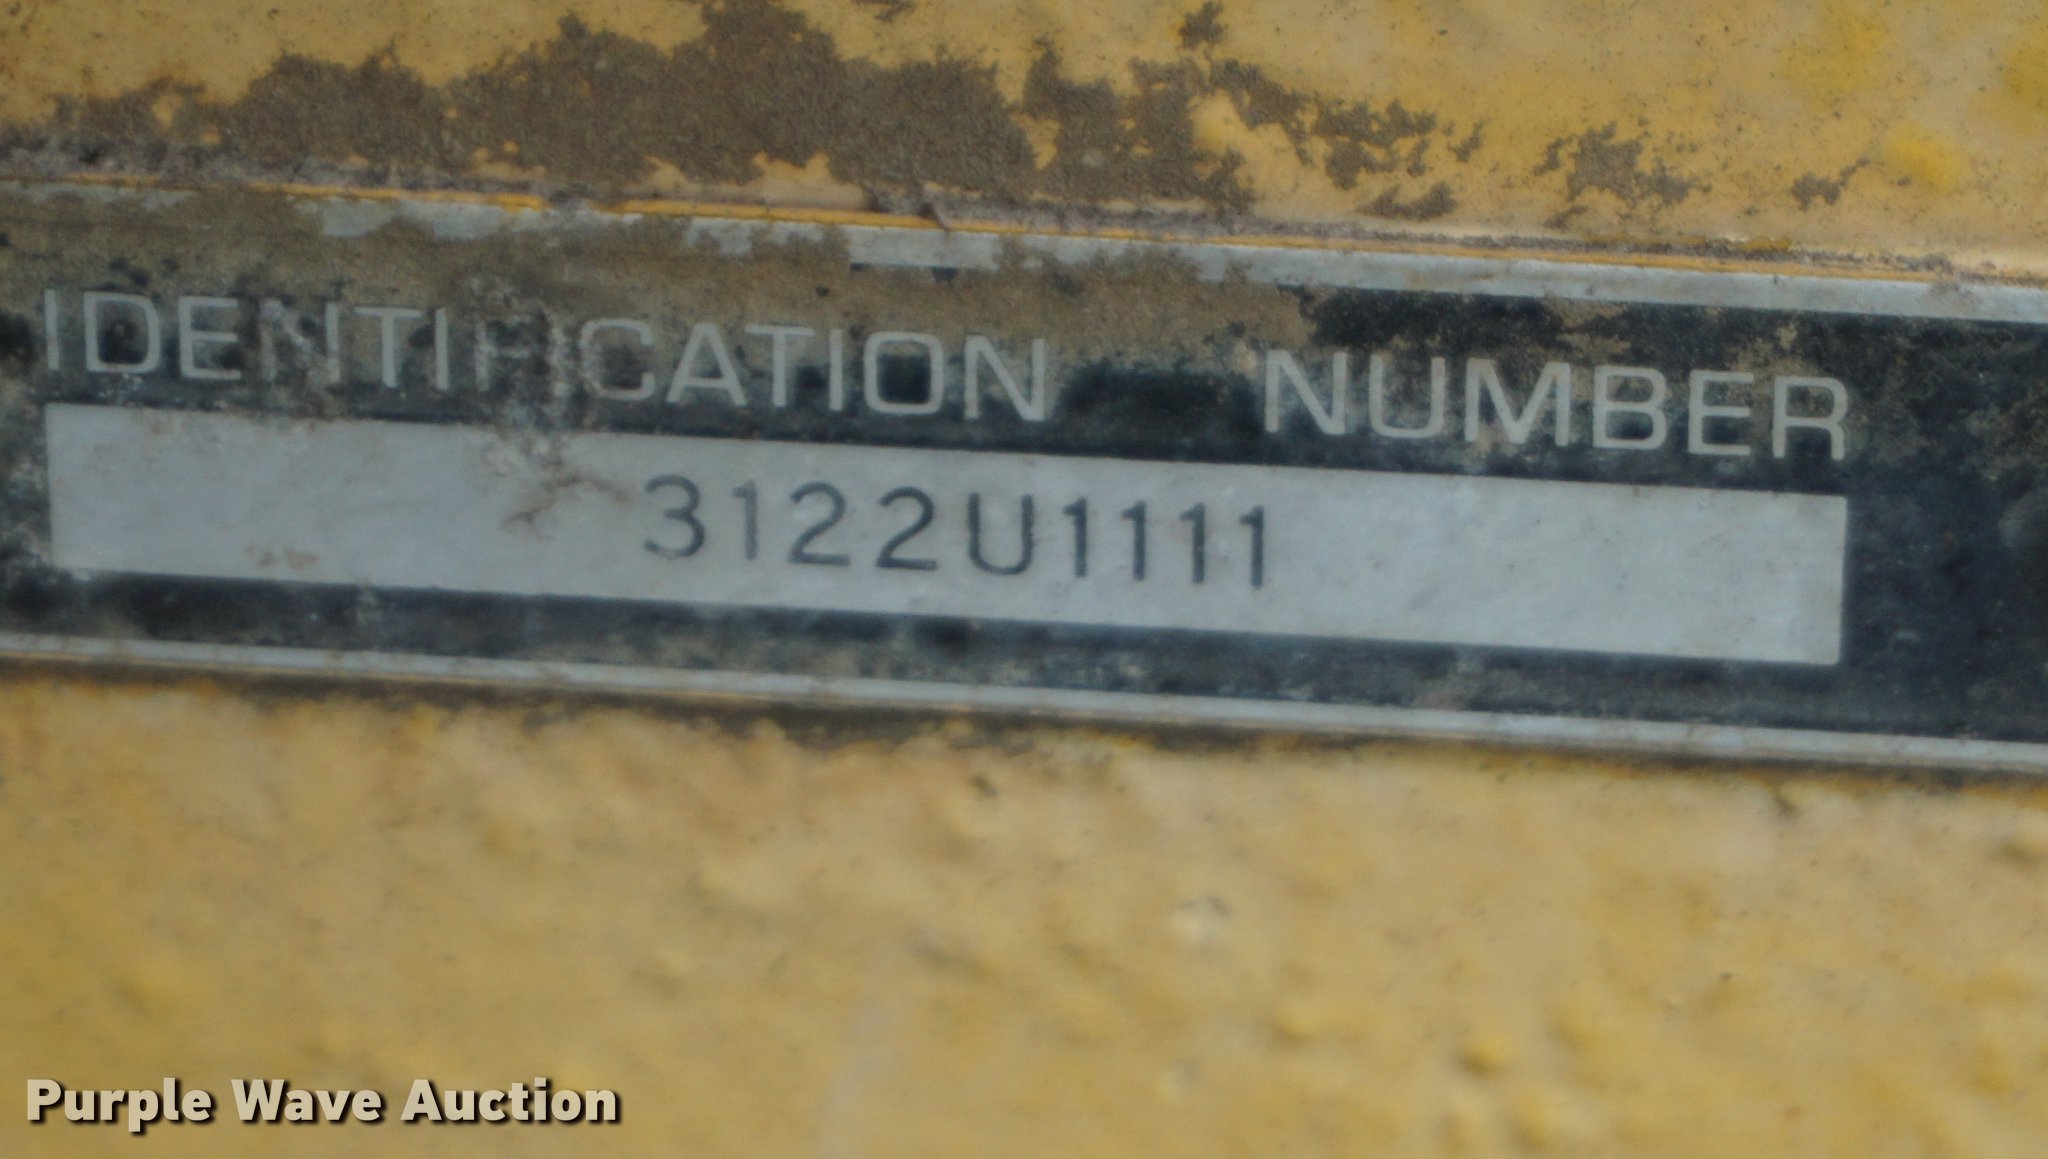 IDENTIFICATION NUMBER
3122U1111
Purple Wave Auction